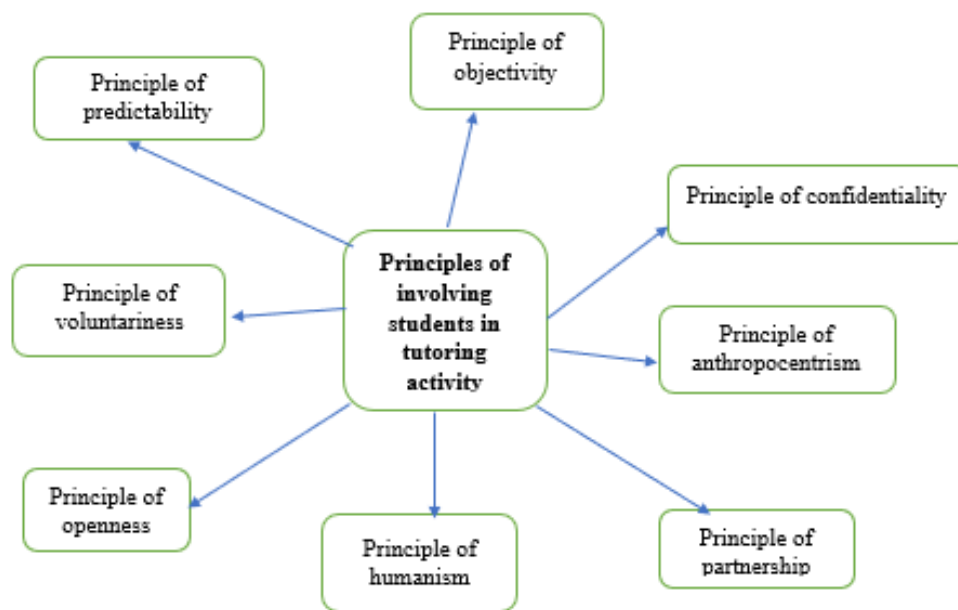 Principle of
objectivity
Principle of
predictability
Principle of confidentiality
Principles of
involving
students in
tutoring
activity
Principle of
voluntariness
Principle of
anthropocentrism
Principle of
openness
Principle of
humanism
Principle of
partnership